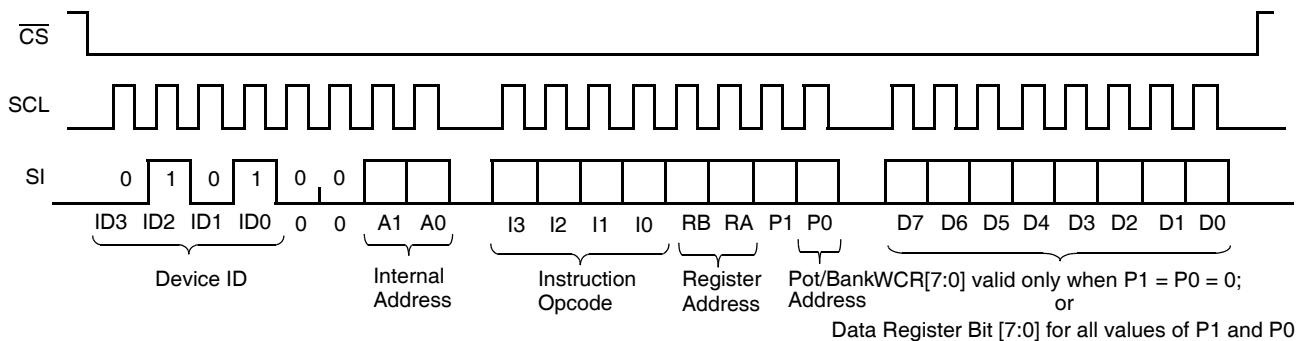 CS
SCL
SI
0 1 0 1 0 0
ID3 ID2 ID1 ID0 0 0 A1 A0 I3 I2 I1 I0 RB RA P1 P0 D7 D6 D5 D4 D3 D2 D1 D0
Device ID
Internal
Address
Instruction
Opcode
Register
Address
Pot/Bank
Address
WCR[7:0] valid only when P1 = P0 = 0;
or
Data Register Bit [7:0] for all values of P1 and P0